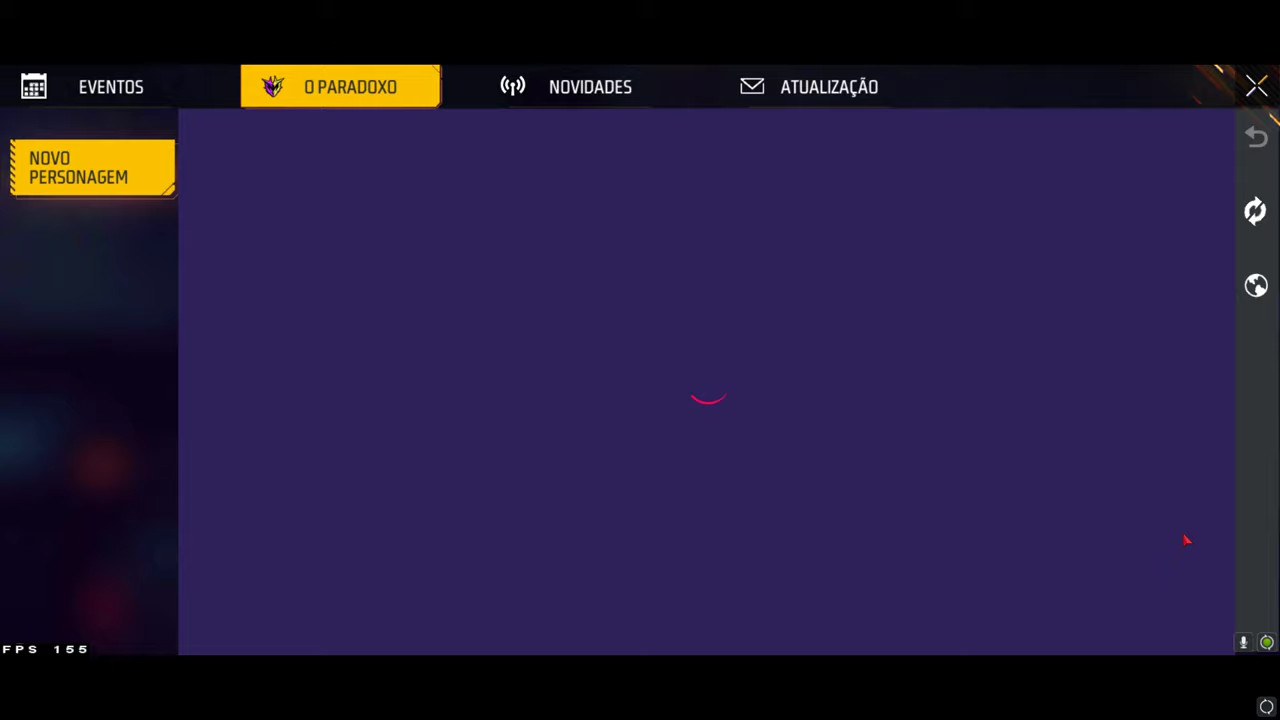 EVENTOS
O PARADOXO
NOVIDADES
ATUALIZAÇÃO
NOVO
PERSONAGEM
FPS 155